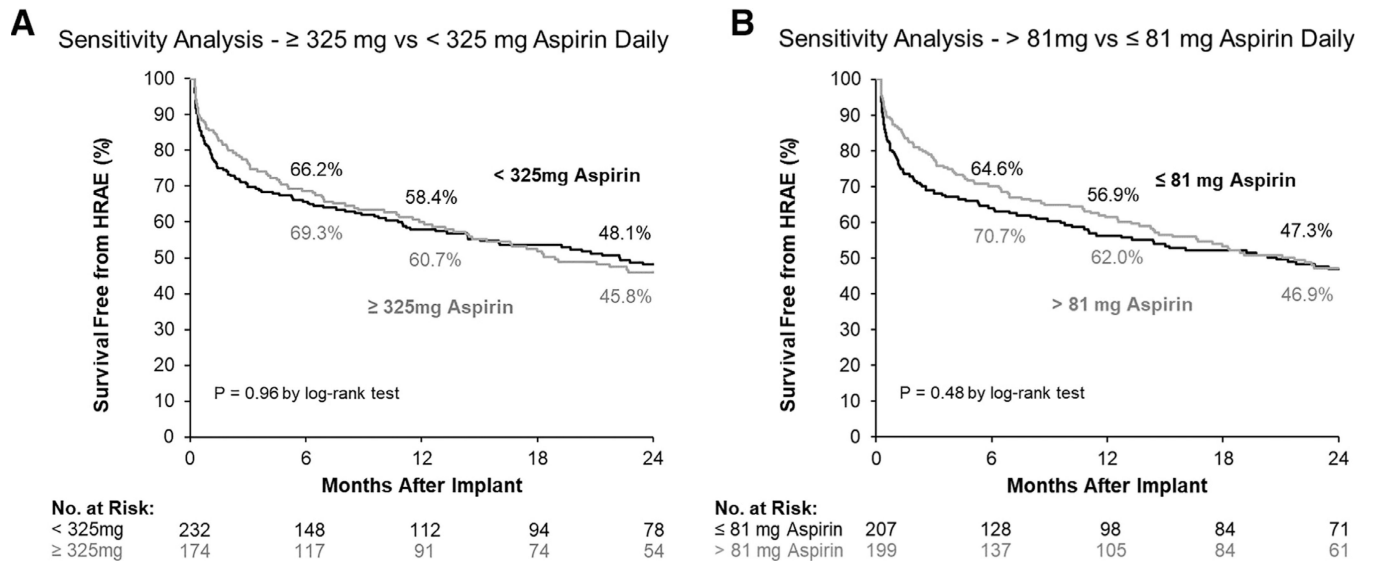 A
Sensitivity Analysis - ≥ 325 mg vs < 325 mg Aspirin Daily
Survival Free from HRAE (%)
100
90
80
70
60
50
40
30
20
10
0
66.2%
58.4%
< 325mg Aspirin
48.1%
69.3%
60.7%
45.8%
≥ 325mg Aspirin
P = 0.96 by log-rank test
0 6 12 18 24
Months After Implant
No. at Risk:
< 325mg 232 148 112 94 78
≥ 325mg 174 117 91 74 54
B
Sensitivity Analysis - > 81mg vs ≤ 81 mg Aspirin Daily
Survival Free from HRAE (%)
100
90
80
70
60
50
40
30
20
10
0
64.6%
56.9%
≤ 81 mg Aspirin
47.3%
70.7%
62.0%
46.9%
> 81 mg Aspirin
P = 0.48 by log-rank test
0 6 12 18 24
Months After Implant
No. at Risk:
≤ 81 mg Aspirin 207 128 98 84 71
> 81 mg Aspirin 199 137 105 84 61